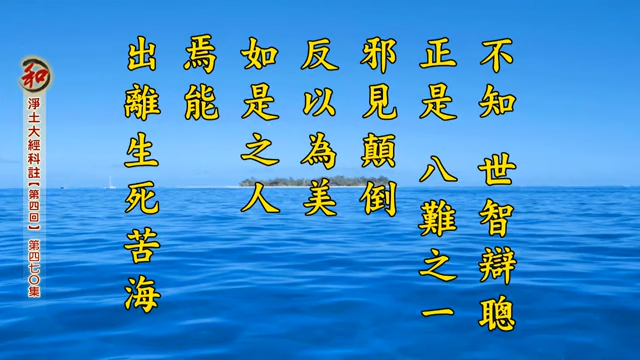 不知 世智辯聰
正是 八難之一
邪見顛倒
反以為美
如是之人
焉能
出離生死苦海
和
淨土大經科註【第四回】 第四七〇集